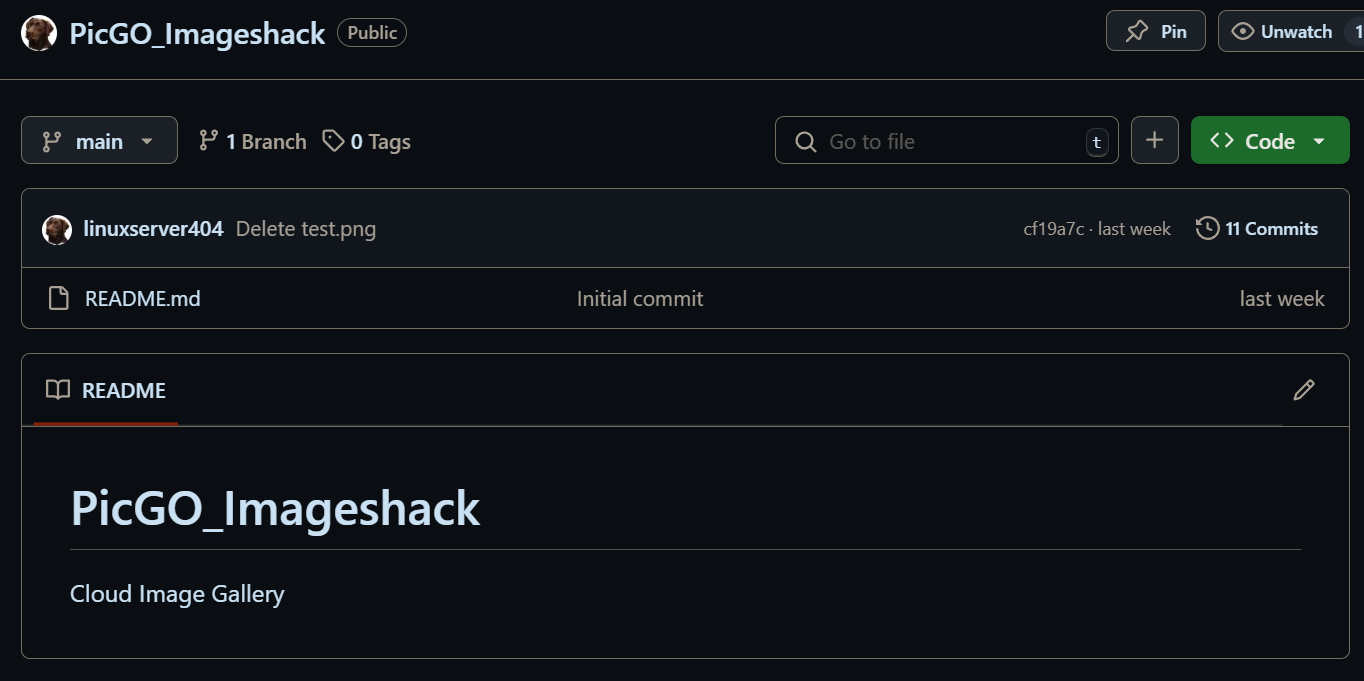 PicGO_Imageshack Public Pin Unwatch 1
main 1 Branch 0 Tags Go to file t Code
linuxserver404 Delete test.png cf19a7c · last week 11 Commits
README.md Initial commit last week
README
PicGO_Imageshack
Cloud Image Gallery